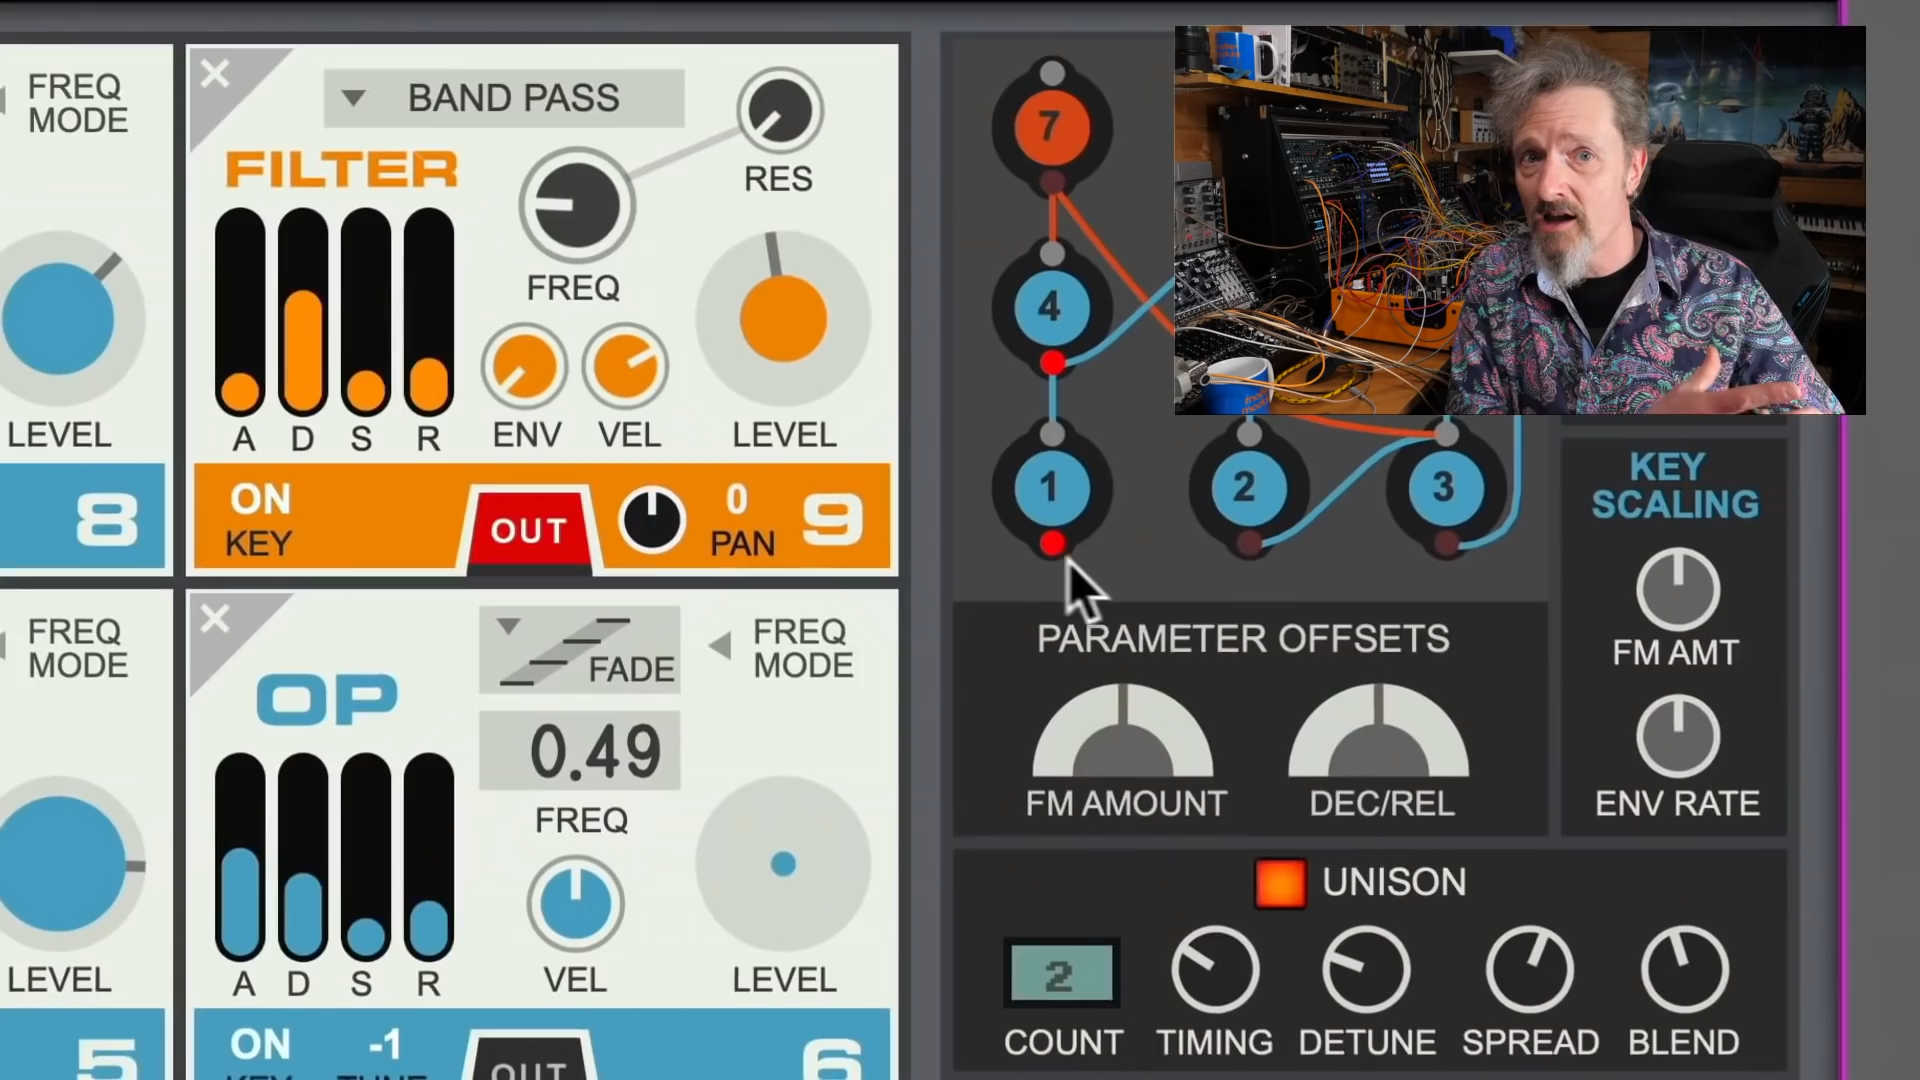 FREQ
MODE
LEVEL
8
BAND PASS
FILTER
RES
FREQ
A D S R
ENV VEL
LEVEL
ON
KEY
OUT
0
PAN
9
FREQ
MODE
LEVEL
5
OP
FADE
0.49
FREQ
MODE
FREQ
A D S R
VEL
LEVEL
ON
KEY
-1
TUNE
OUT
6
7
4
1
2
3
KEY
SCALING
FM AMT
ENV RATE
PARAMETER OFFSETS
FM AMOUNT
DEC/REL
UNISON
2
COUNT
TIMING
DETUNE
SPREAD
BLEND